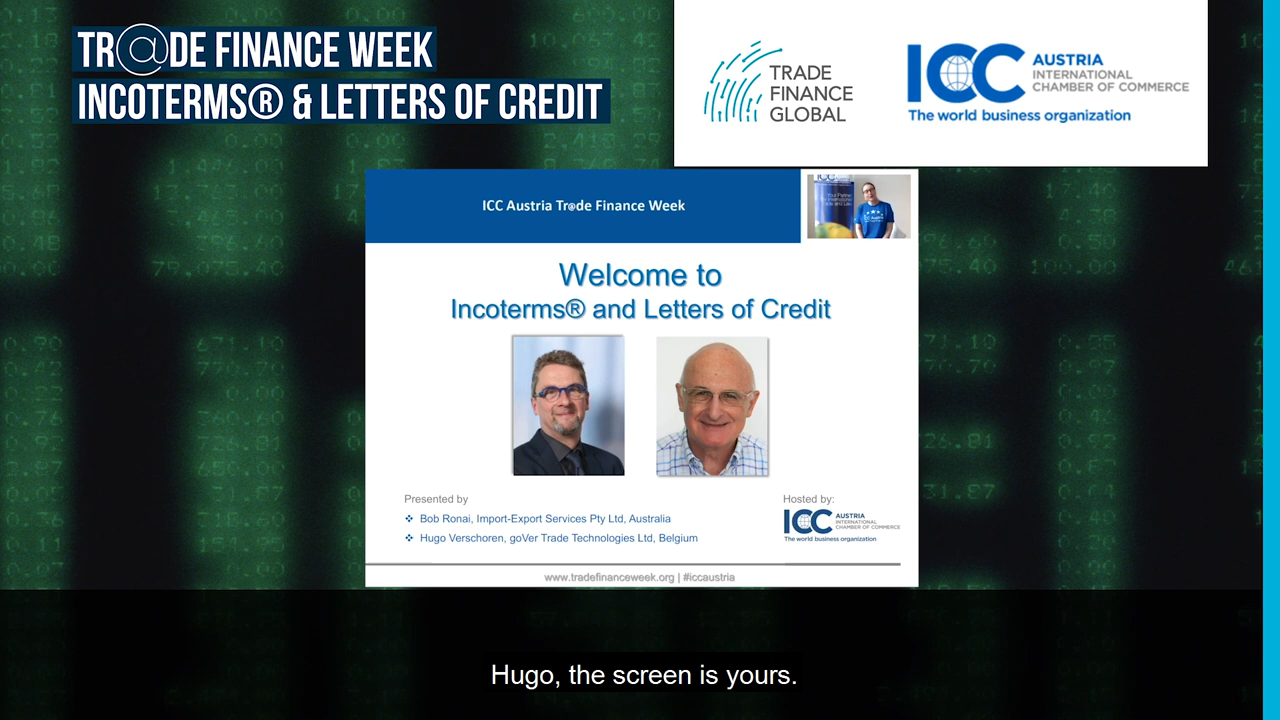 TR@DE FINANCE WEEK
INCOTERMS® & LETTERS OF CREDIT
TRADE
FINANCE
GLOBAL
ICC AUSTRIA
INTERNATIONAL
CHAMBER OF COMMERCE
The world business organization
ICC Austria Tr@de Finance Week
Welcome to
Incoterms® and Letters of Credit
Presented by
Bob Ronai, Import-Export Services Pty Ltd, Australia
Hugo Verschoren, goVer Trade Technologies Ltd, Belgium
Hosted by:
ICC AUSTRIA
INTERNATIONAL
CHAMBER OF COMMERCE
The world business organization
www.tradefinanceweek.org | #iccaustria
Hugo, the screen is yours.